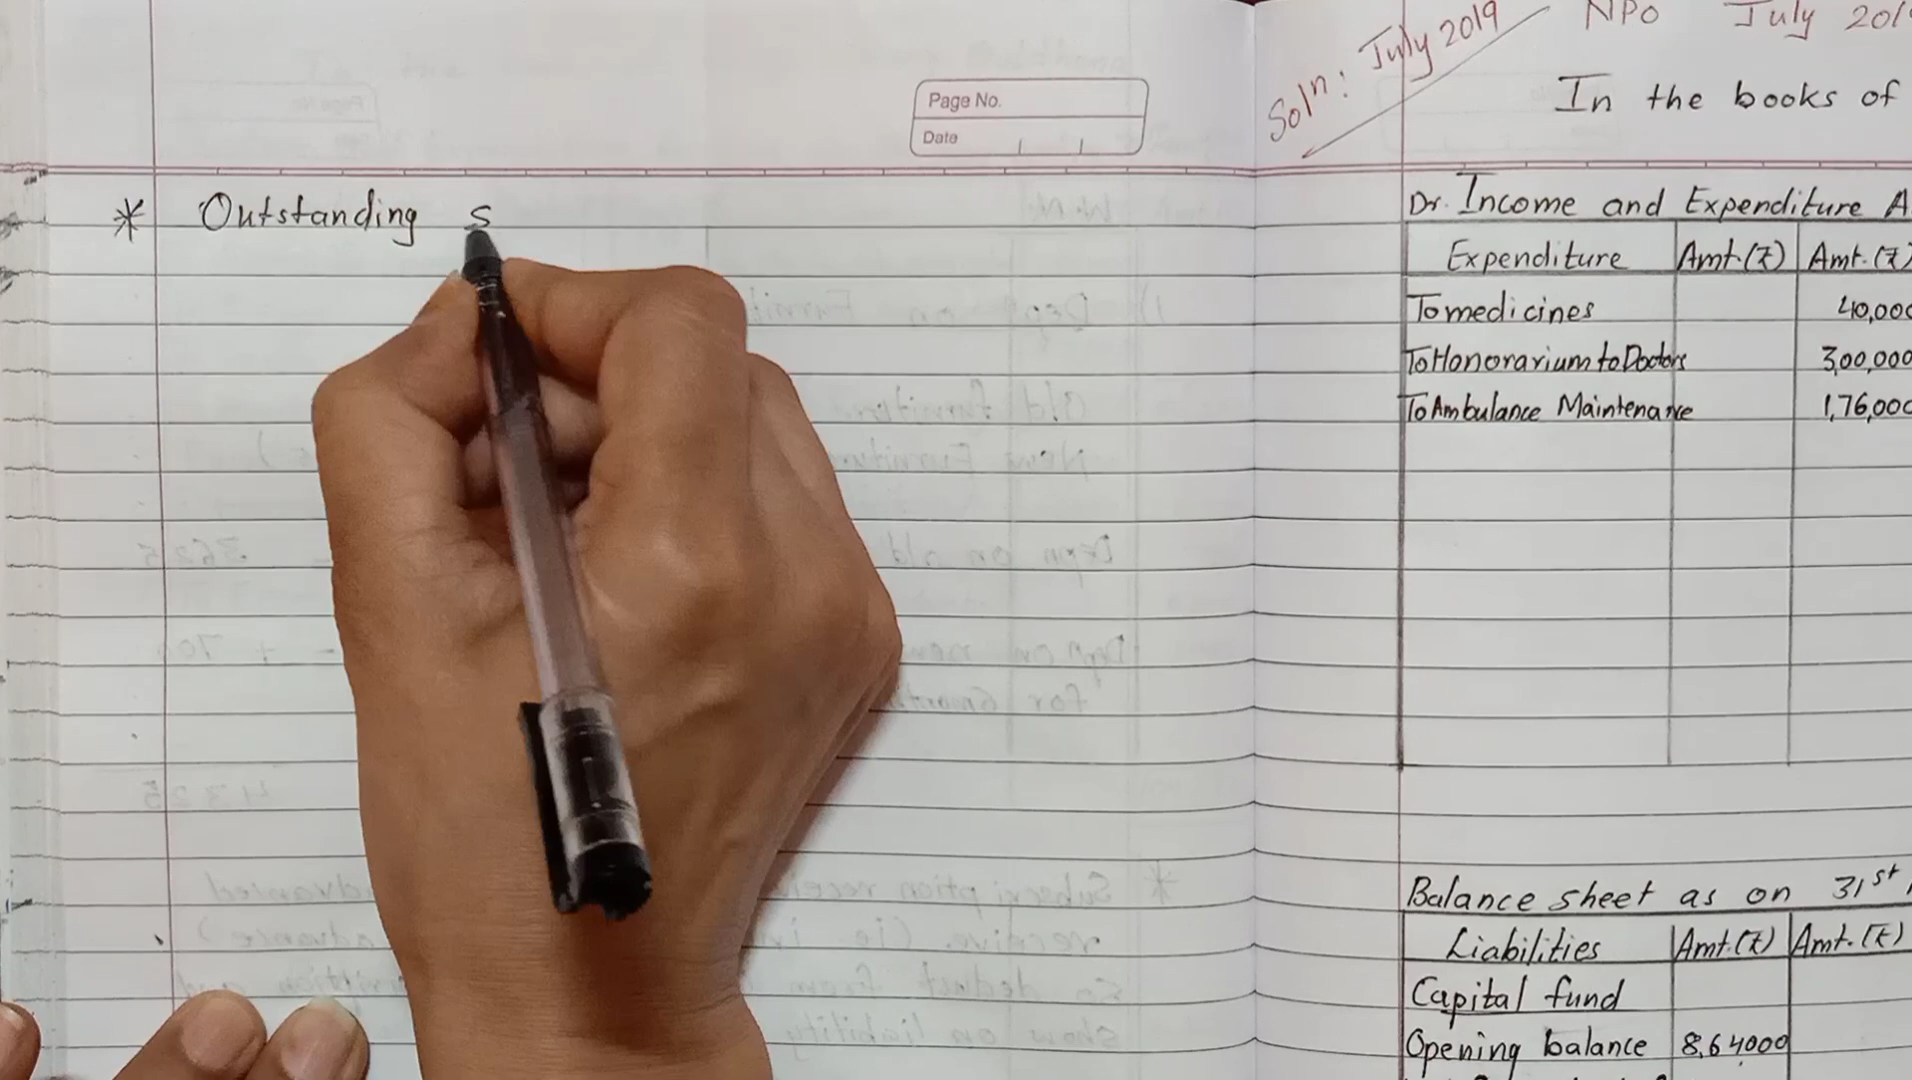 Page No.
Date
* Outstanding s
Soln : July 2019
NPO July 201
In the books of
Dr. Income and Expenditure A
Expenditure Amt.(₹) Amt.(₹)
To medicines 40,000
To Honorarium to Doctors 3,00,000
To Ambulance Maintenance 1,76,000
Balance sheet as on 31st
Liabilities Amt.(₹) Amt.(₹)
Capital fund
Opening balance 8,64,000